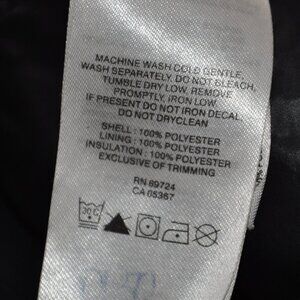 MACHINE WASH COLD GENTLE,
WASH SEPARATELY. DO NOT BLEACH,
TUMBLE DRY LOW, REMOVE
PROMPTLY, IRON LOW.
IF PRESENT DO NOT IRON DECAL.
DO NOT DRYCLEAN
SHELL : 100% POLYESTER
LINING : 100% POLYESTER
INSULATION : 100% POLYESTER
EXCLUSIVE OF TRIMMING
RN 69724
CA 05367
30°C